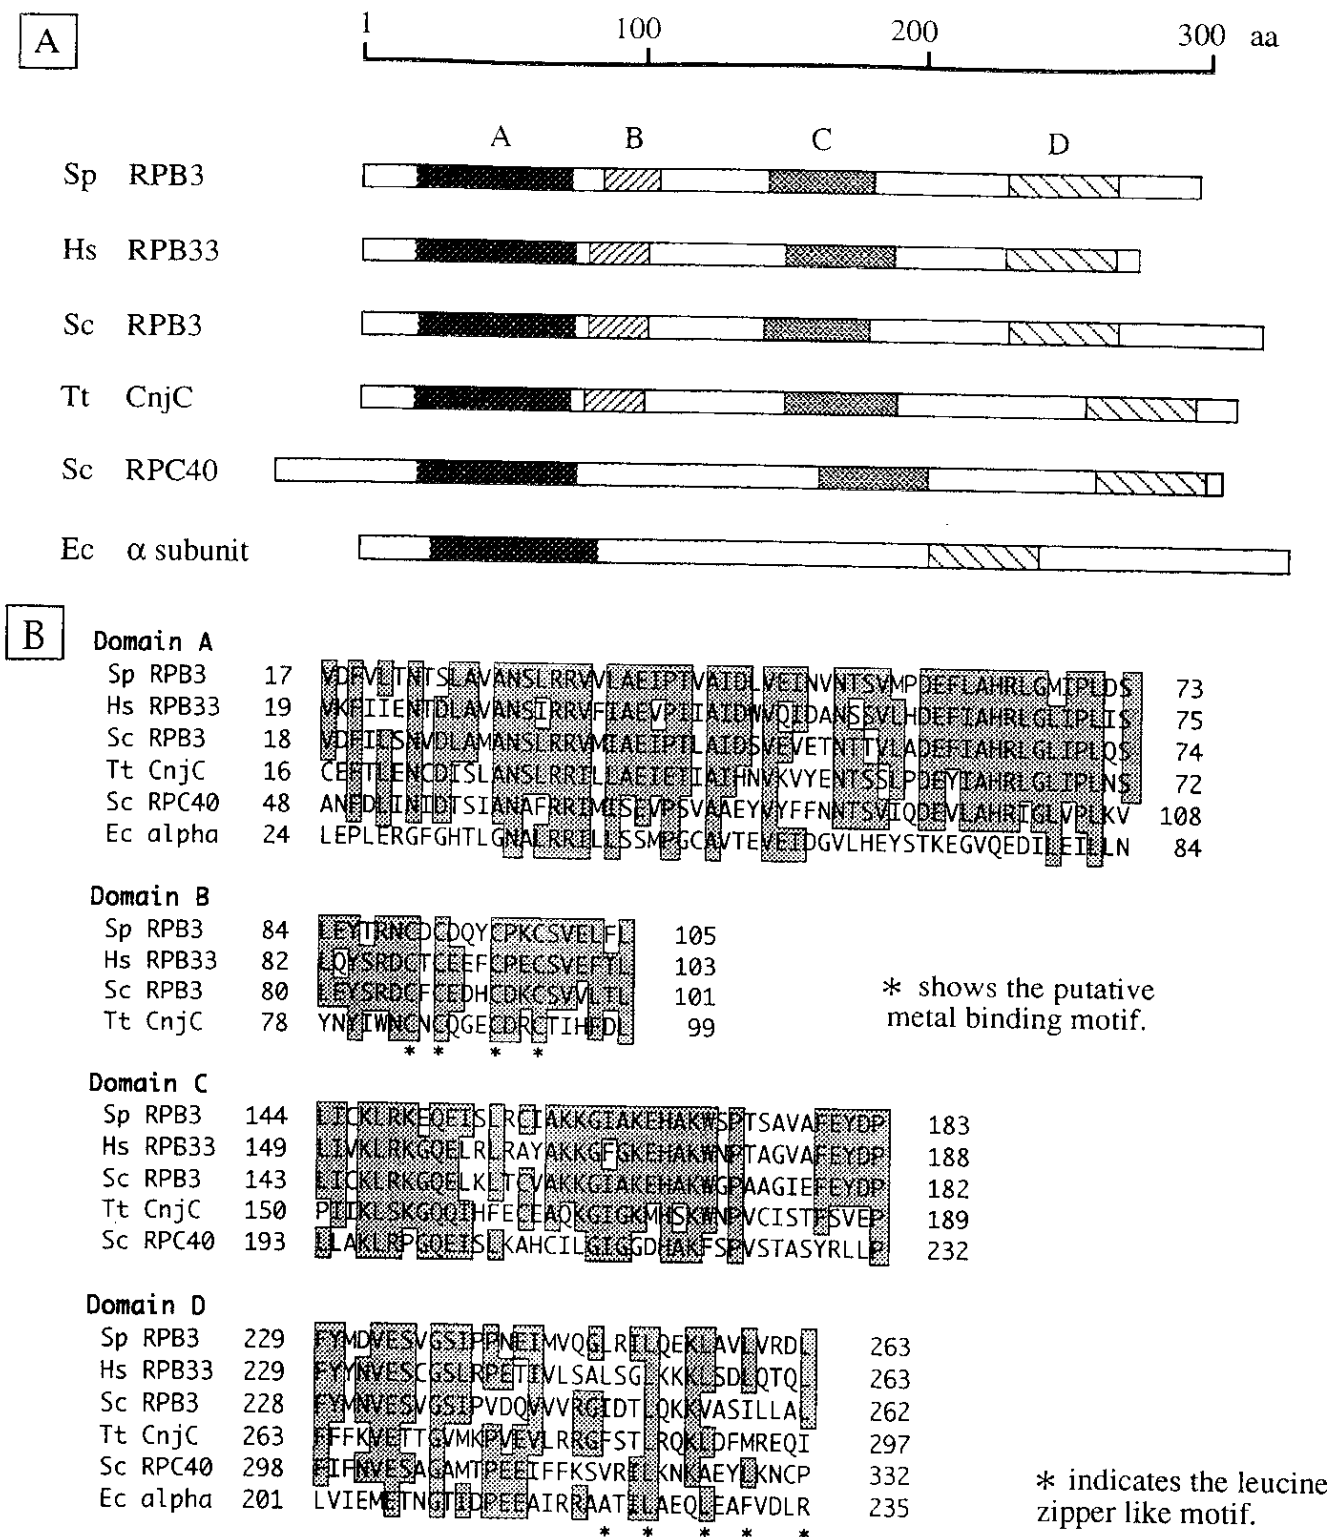 A
1 100 200 300 aa
A B C D
Sp RPB3
Hs RPB33
Sc RPB3
Tt CnjC
Sc RPC40
Ec α subunit
B
Domain A
Sp RPB3 17 VDFVLTNTSLAVANSLRRVVLAEIPTVAIDLVEINVNTSVMPDEFLAHRLGMIPLDS 73
Hs RPB33 19 VKFIIENTDLAVANSIRRVFIAEVPIIAIDWVQIDANSSVLHDEFIAHRLGLIPLIS 75
Sc RPB3 18 VDFILSNVDLAMANSLRRVMIAEIPTLAIDSVEVETNTTVLADEFIAHRLGLIPLQS 74
Tt CnjC 16 CEFTLENCDISLANSLRRILLAEIETIAIHNVKVYENTSSLPDEYIAHRLGLIPLNS 72
Sc RPC40 48 ANFDLINIDTSIANAFRRIMISEVPSVAAEYVYFFNNTSVIQDEVLAHRIGLVPLKV 108
Ec alpha 24 LEPLERGFGHTLGNALRRILLSSMPGCAVTEVEIDGVLHEYSTKEGVQEDILEILLN 84
Domain B
Sp RPB3 84 LEYTRNCDCDQYCPKCSVELFL 105
Hs RPB33 82 LQYSRDCTCEEFCPECSVEFTL 103
Sc RPB3 80 LEYSRDCFCEDHCDKCSVVLTL 101
Tt CnjC 78 YNYIWNCNCQGECDRCTIHFDL 99
* * * *
* shows the putative
metal binding motif.
Domain C
Sp RPB3 144 LICKLRKEQEISLRCIAKKGIAKEHAKWSPTSAVAFEYDP 183
Hs RPB33 149 LIVKLRKGQELRLRAYAKKGFGKEHAKWNPTAGVAFEYDP 188
Sc RPB3 143 LICKLRKGQELKLTCVAKKGIAKEHAKWGPAAGIEFEYDP 182
Tt CnjC 150 PIIKLSKGQQIHFECEAQKGIGKMHSKWNPVCISTFSVEP 189
Sc RPC40 193 LLAKLRPGQEISLKAHCILGIGGDHAKFSPVSTASYRLLP 232
Domain D
Sp RPB3 229 FYMDVESVGSIPPNEIMVQGLRILQEKLAVLVRDL 263
Hs RPB33 229 FYYNVESCGSLRPETIVLSALSGLKKKLSDLQTQL 263
Sc RPB3 228 FYMNVESVGSIPVDQVVVRGIDTLQKKVASILLAL 262
Tt CnjC 263 FFFKVETTGVMKPVEVLRRGFSTLRQKLDFMREQI 297
Sc RPC40 298 FIFNVESAGAMTPEEIFFKSVRILKNKAEYLKNCP 332
Ec alpha 201 LVIEMETNGTIDPEEAIRRAATILAEQLEAFVDLR 235
* * * * *
* indicates the leucine
zipper like motif.